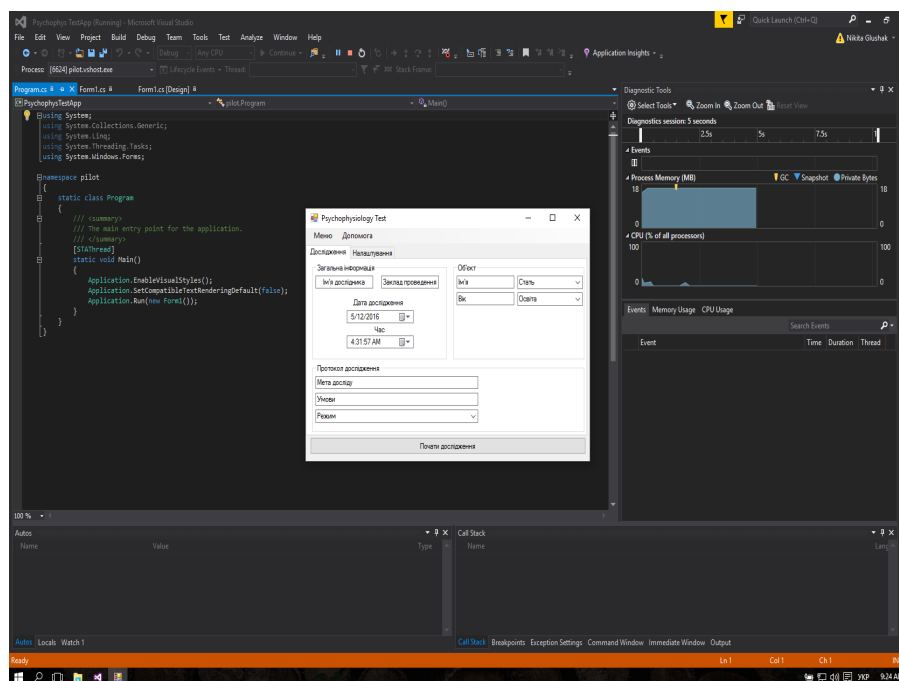 Psychophys TestApp (Running) - Microsoft Visual Studio
Quick Launch (Ctrl+Q)
File Edit View Project Build Debug Team Tools Test Analyze Window Help
Nikita Glushak
Debug Any CPU Continue Application Insights
Process: [6624] pilot.vshost.exe Lifecycle Events Thread: Stack Frame:
Program.cs Form1.cs Form1.cs [Design]
PsychophysTestApp pilot.Program Main()
using System;
using System.Collections.Generic;
using System.Linq;
using System.Threading.Tasks;
using System.Windows.Forms;
namespace pilot
{
static class Program
{
/// <summary>
/// The main entry point for the application.
/// </summary>
[STAThread]
static void Main()
{
Application.EnableVisualStyles();
Application.SetCompatibleTextRenderingDefault(false);
Application.Run(new Form1());
}
}
}
100 %
Psychophysiology Test
Меню Допомога
Дослідження Налаштування
Загальна інформація
Ім'я дослідника Заклад проведення
Дата дослідження
5/12/2016
Час
4:31:57 AM
Об'єкт
Ім'я Стать
Вік Освіта
Протокол дослідження
Мета досліду
Умови
Режим
Почати дослідження
Diagnostic Tools
Select Tools Zoom In Zoom Out Reset View
Diagnostics session: 5 seconds
2.5s 5s 7.5s
Events
Process Memory (MB) GC Snapshot Private Bytes
18 18
0 0
CPU (% of all processors)
100 100
0 0
Events Memory Usage CPU Usage
Search Events
Event Time Duration Thread
Autos
Name Value Type
Autos Locals Watch 1
Call Stack
Name Lang
Call Stack Breakpoints Exception Settings Command Window Immediate Window Output
Ready Ln 1 Col 1 Ch 1 IN
УКР 9:24 A